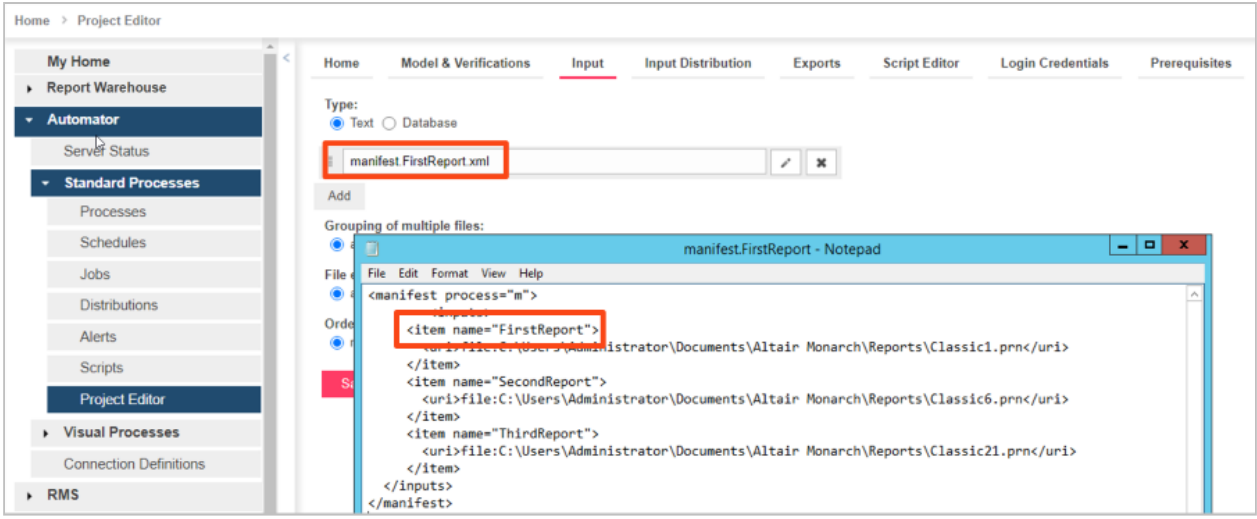 Home > Project Editor
My Home
Report Warehouse
Automator
Server Status
Standard Processes
Processes
Schedules
Jobs
Distributions
Alerts
Scripts
Project Editor
Visual Processes
Connection Definitions
RMS
Home Model & Verifications Input Input Distribution Exports Script Editor Login Credentials Prerequisites
Type:
Text Database
manifest.FirstReport.xml
Add
Grouping of multiple files:
manifest.FirstReport - Notepad
File Edit Format View Help
<manifest process="m">
<inputs>
<item name="FirstReport">
<uri>file:C:\Users\Administrator\Documents\Altair Monarch\Reports\Classic1.prn</uri>
</item>
<item name="SecondReport">
<uri>file:C:\Users\Administrator\Documents\Altair Monarch\Reports\Classic6.prn</uri>
</item>
<item name="ThirdReport">
<uri>file:C:\Users\Administrator\Documents\Altair Monarch\Reports\Classic21.prn</uri>
</item>
</inputs>
</manifest>
File